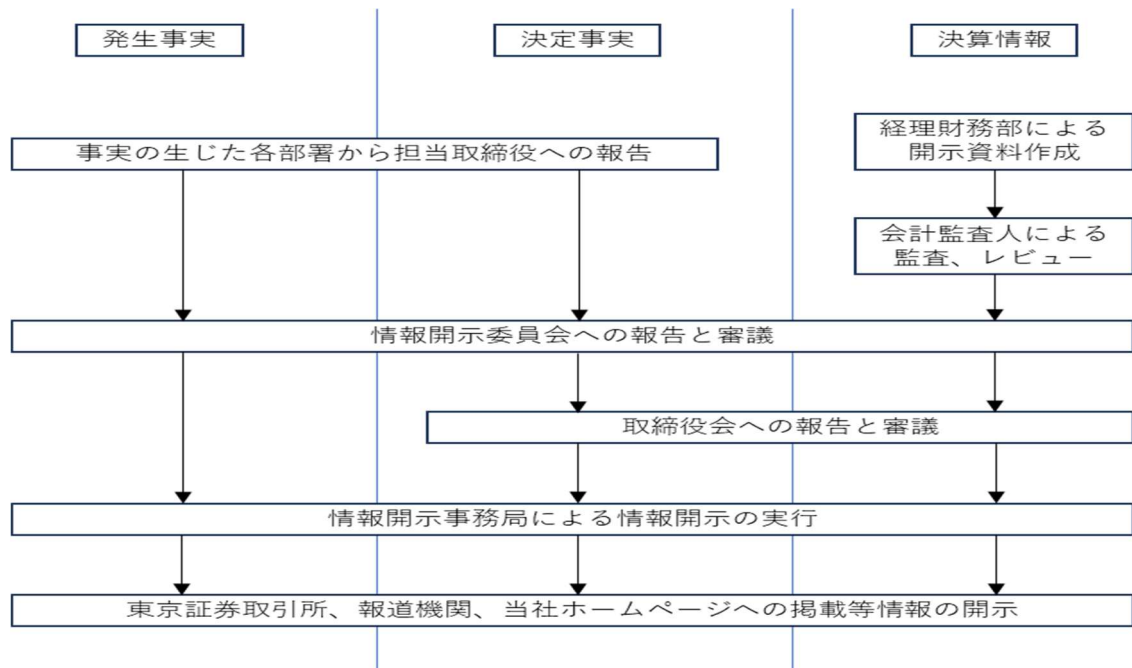 発生事実
決定事実
決算情報
事実の生じた各部署から担当取締役への報告
経理財務部による
開示資料作成
会計監査人による
監査、レビュー
情報開示委員会への報告と審議
取締役会への報告と審議
情報開示事務局による情報開示の実行
東京証券取引所、報道機関、当社ホームページへの掲載等情報の開示